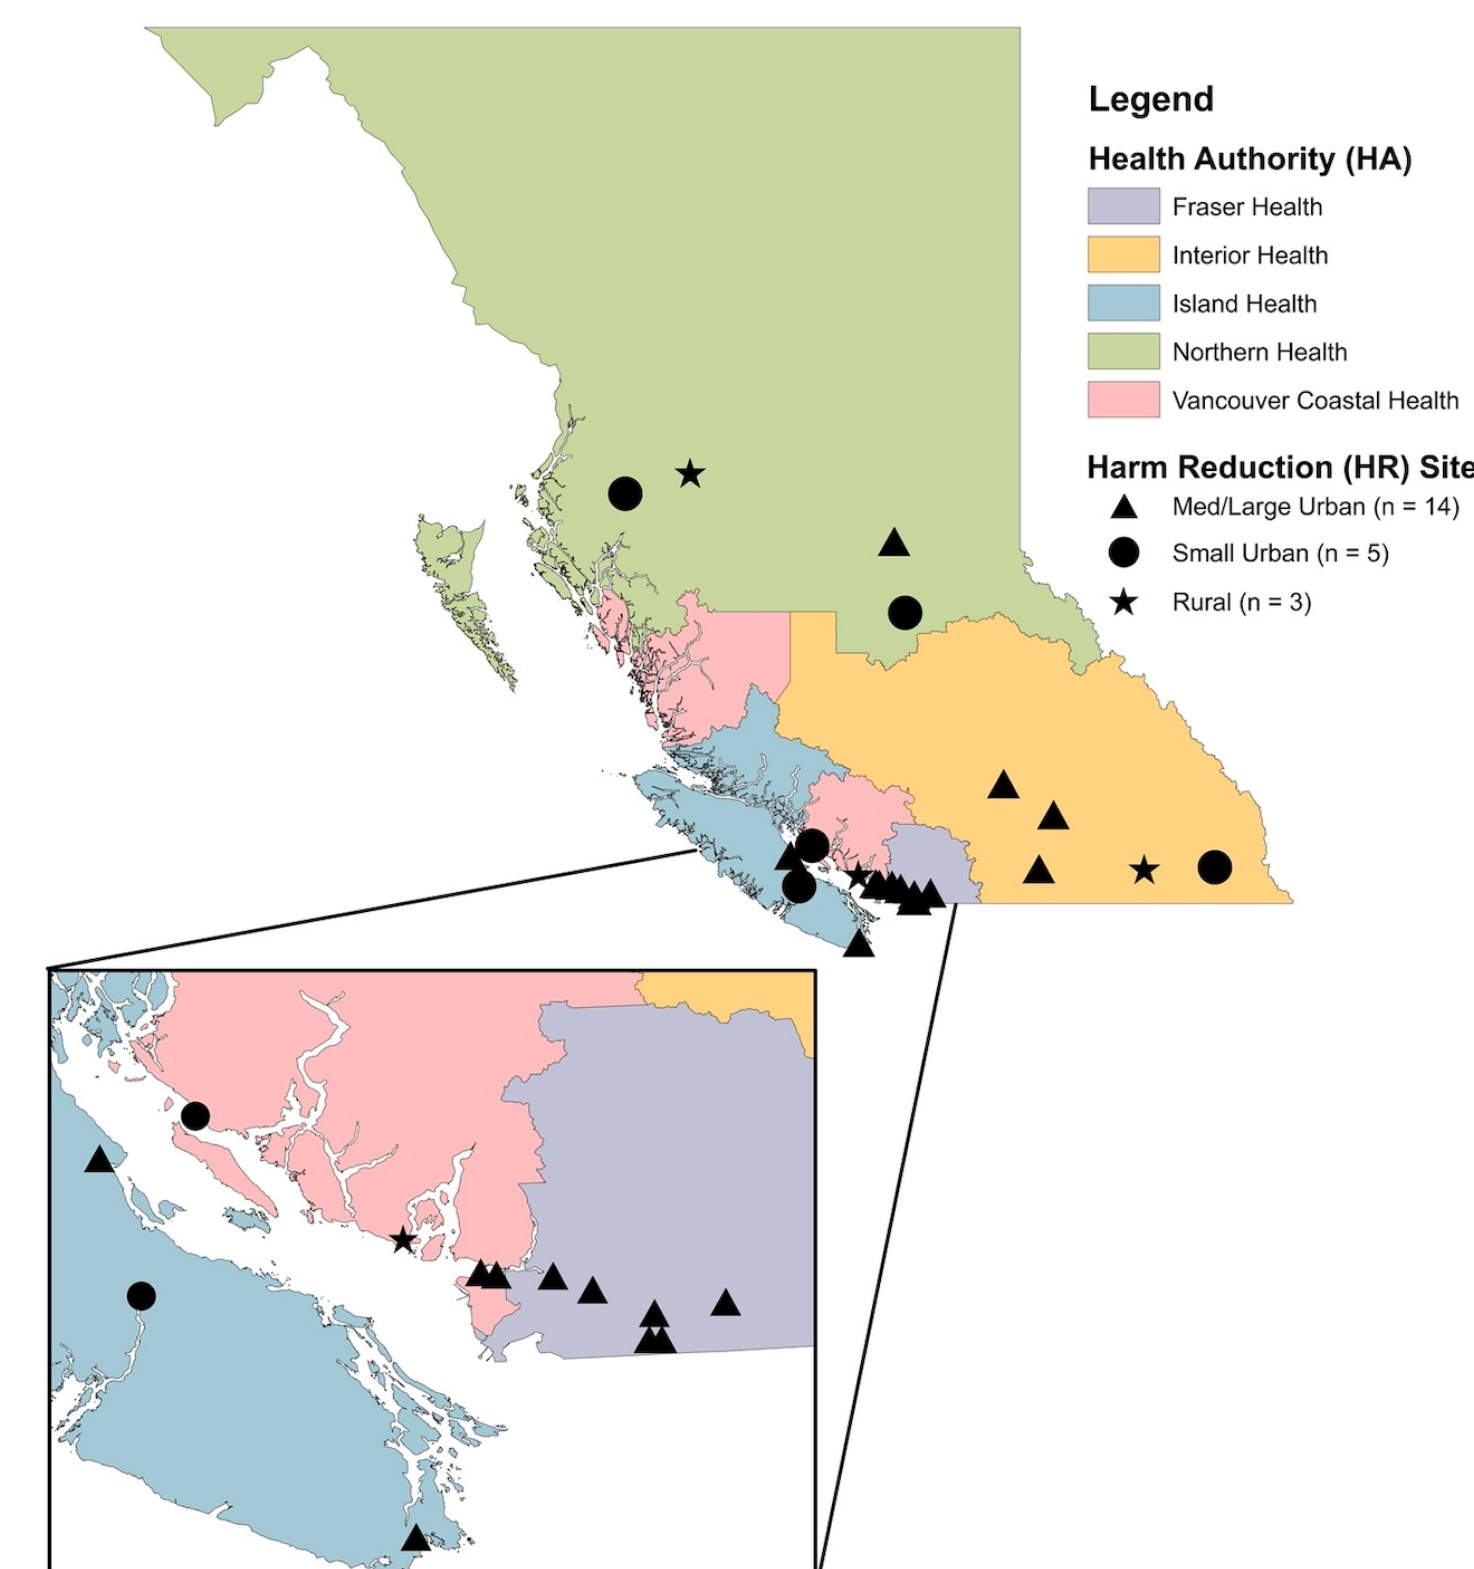 Legend
Health Authority (HA)
Fraser Health
Interior Health
Island Health
Northern Health
Vancouver Coastal Health
Harm Reduction (HR) Site
Med/Large Urban (n = 14)
Small Urban (n = 5)
Rural (n = 3)